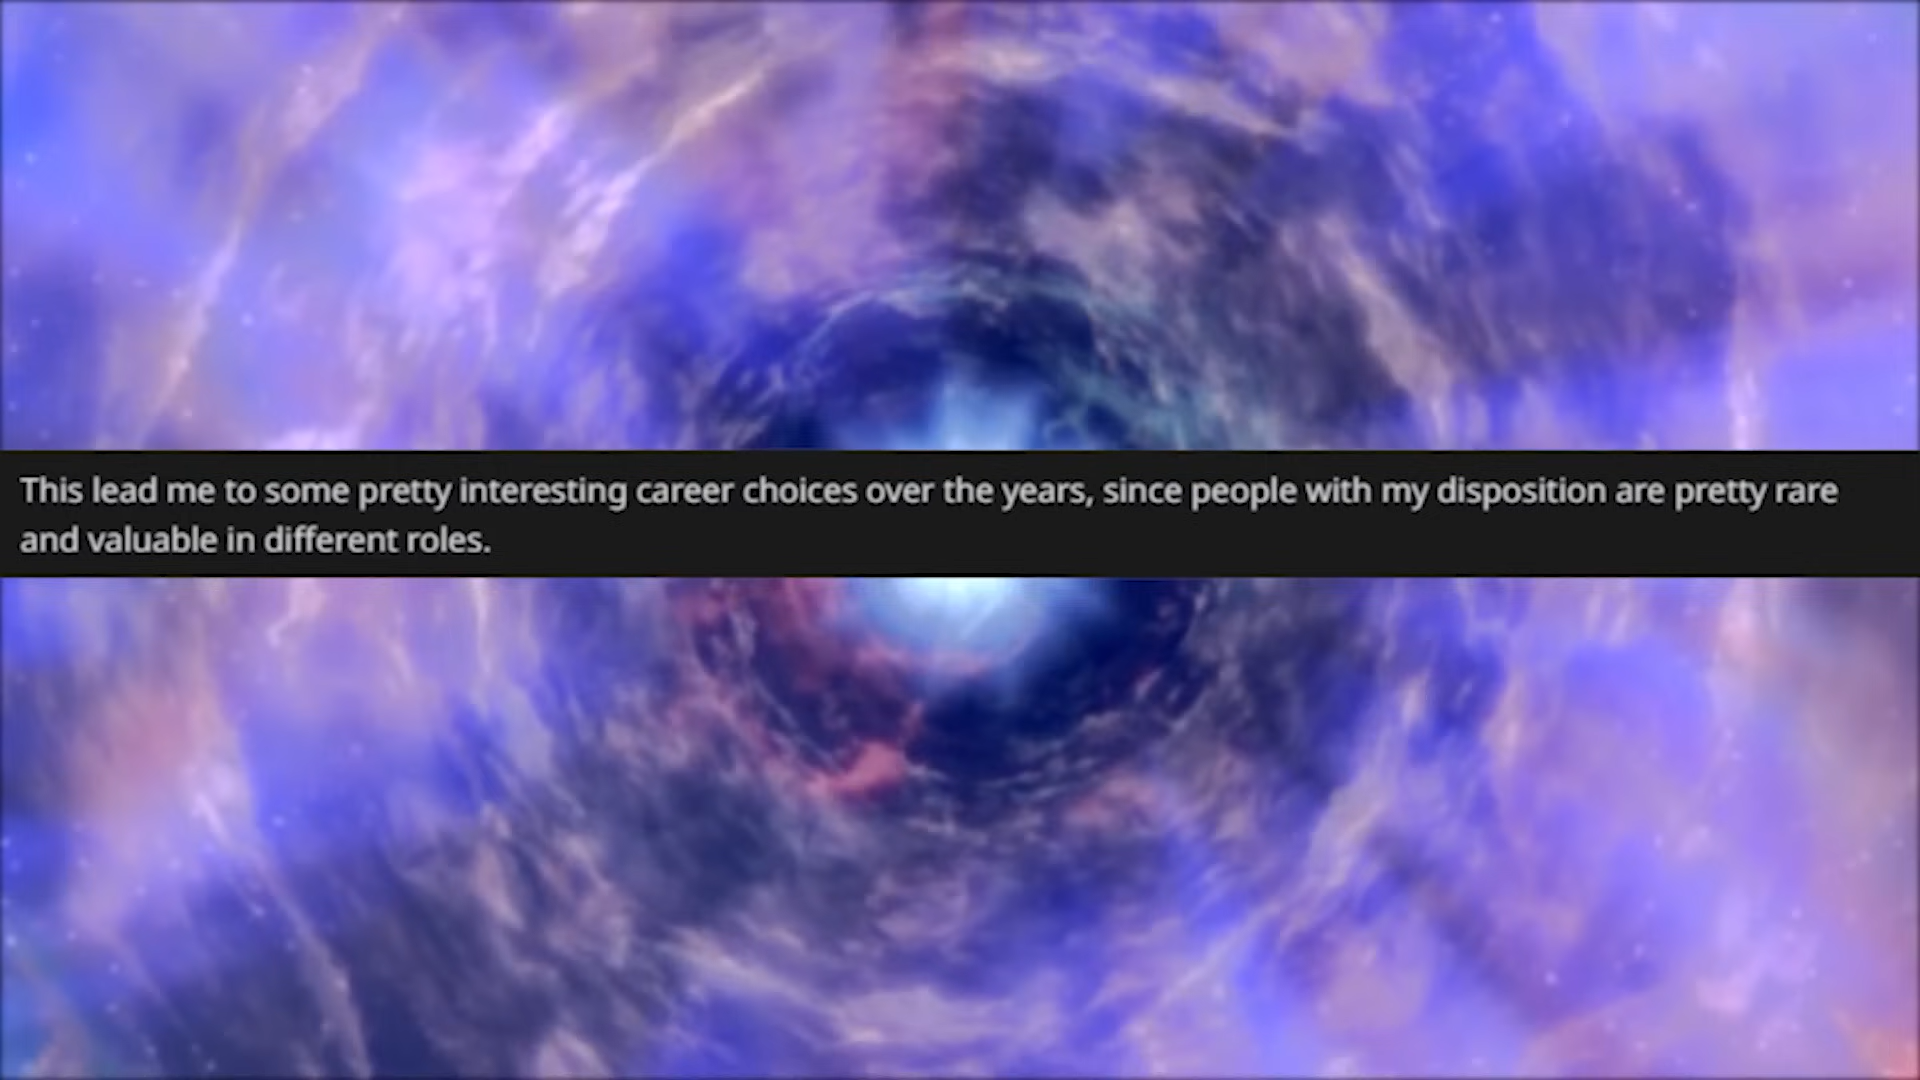 This lead me to some pretty interesting career choices over the years, since people with my disposition are pretty rare
and valuable in different roles.